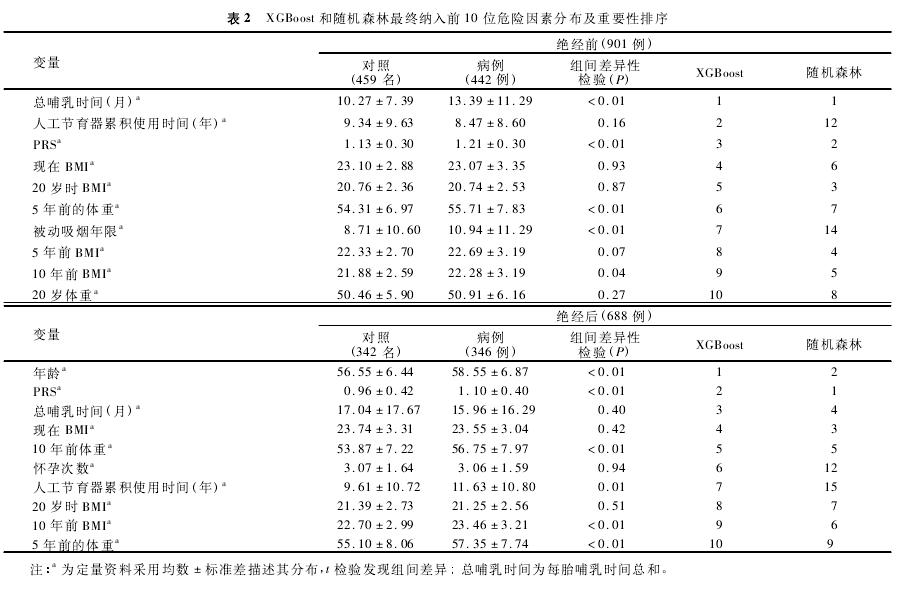 表 2 XGBoost 和随机森林最终纳入前 10 位危险因素分布及重要性排序
变量 绝经前(901 例)
对照(459 名) 病例(442 例) 组间差异性检验(P) XGBoost 随机森林
总哺乳时间(月)a 10.27±7.39 13.39±11.29 <0.01 1 1
人工节育器累积使用时间(年)a 9.34±9.63 8.47±8.60 0.16 2 12
PRSa 1.13±0.30 1.21±0.30 <0.01 3 2
现在 BMIa 23.10±2.88 23.07±3.35 0.93 4 6
20 岁时 BMIa 20.76±2.36 20.74±2.53 0.87 5 3
5 年前的体重a 54.31±6.97 55.71±7.83 <0.01 6 7
被动吸烟年限a 8.71±10.60 10.94±11.29 <0.01 7 14
5 年前 BMIa 22.33±2.70 22.69±3.19 0.07 8 4
10 年前 BMIa 21.88±2.59 22.28±3.19 0.04 9 5
20 岁体重a 50.46±5.90 50.91±6.16 0.27 10 8
变量 绝经后(688 例)
对照(342 名) 病例(346 例) 组间差异性检验(P) XGBoost 随机森林
年龄a 56.55±6.44 58.55±6.87 <0.01 1 2
PRSa 0.96±0.42 1.10±0.40 <0.01 2 1
总哺乳时间(月)a 17.04±17.67 15.96±16.29 0.40 3 4
现在 BMIa 23.74±3.31 23.55±3.04 0.42 4 3
10 年前体重a 53.87±7.22 56.75±7.97 <0.01 5 5
怀孕次数a 3.07±1.64 3.06±1.59 0.94 6 12
人工节育器累积使用时间(年)a 9.61±10.72 11.63±10.80 0.01 7 15
20 岁时 BMIa 21.39±2.73 21.25±2.56 0.51 8 7
10 年前 BMIa 22.70±2.99 23.46±3.21 <0.01 9 6
5 年前的体重a 55.10±8.06 57.35±7.74 <0.01 10 9
注:a 为定量资料采用均数±标准差描述其分布,t 检验发现组间差异; 总哺乳时间为每胎哺乳时间总和。